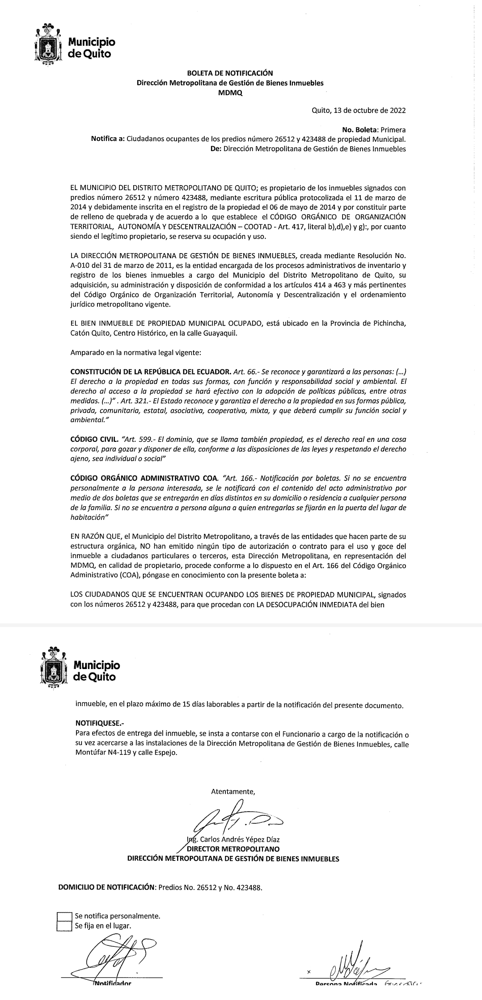 Municipio
de Quito
BOLETA DE NOTIFICACIÓN
Dirección Metropolitana de Gestión de Bienes Inmuebles
MDMQ
Quito, 13 de octubre de 2022
No. Boleta: Primera
Notifica a: Ciudadanos ocupantes de los predios número 26512 y 423488 de propiedad Municipal.
De: Dirección Metropolitana de Gestión de Bienes Inmuebles
EL MUNICIPIO DEL DISTRITO METROPOLITANO DE QUITO; es propietario de los inmuebles signados con
predios número 26512 y número 423488, mediante escritura pública protocolizada el 11 de marzo de
2014 y debidamente inscrita en el registro de la propiedad el 06 de mayo de 2014 y por constituir parte
de relleno de quebrada y de acuerdo a lo que establece el CÓDIGO ORGÁNICO DE ORGANIZACIÓN
TERRITORIAL, AUTONOMÍA Y DESCENTRALIZACIÓN – COOTAD - Art. 417, literal b),d),e) y g):, por cuanto
siendo el legítimo propietario, se reserva su ocupación y uso.
LA DIRECCIÓN METROPOLITANA DE GESTIÓN DE BIENES INMUEBLES, creada mediante Resolución No.
A-010 del 31 de marzo de 2011, es la entidad encargada de los procesos administrativos de inventario y
registro de los bienes inmuebles a cargo del Municipio del Distrito Metropolitano de Quito, su
adquisición, su administración y disposición de conformidad a los artículos 414 a 463 y más pertinentes
del Código Orgánico de Organización Territorial, Autonomía y Descentralización y el ordenamiento
jurídico metropolitano vigente.
EL BIEN INMUEBLE DE PROPIEDAD MUNICIPAL OCUPADO, está ubicado en la Provincia de Pichincha,
Catón Quito, Centro Histórico, en la calle Guayaquil.
Amparado en la normativa legal vigente:
CONSTITUCIÓN DE LA REPÚBLICA DEL ECUADOR. Art. 66.- Se reconoce y garantizará a las personas: (...)
El derecho a la propiedad en todas sus formas, con función y responsabilidad social y ambiental. El
derecho al acceso a la propiedad se hará efectivo con la adopción de políticas públicas, entre otras
medidas. (...)” . Art. 321.- El Estado reconoce y garantiza el derecho a la propiedad en sus formas pública,
privada, comunitaria, estatal, asociativa, cooperativa, mixta, y que deberá cumplir su función social y
ambiental.”
CÓDIGO CIVIL. “Art. 599.- El dominio, que se llama también propiedad, es el derecho real en una cosa
corporal, para gozar y disponer de ella, conforme a las disposiciones de las leyes y respetando el derecho
ajeno, sea individual o social”
CÓDIGO ORGÁNICO ADMINISTRATIVO COA. “Art. 166.- Notificación por boletas. Si no se encuentra
personalmente a la persona interesada, se le notificará con el contenido del acto administrativo por
medio de dos boletas que se entregarán en días distintos en su domicilio o residencia a cualquier persona
de la familia. Si no se encuentra a persona alguna a quien entregarlas se fijarán en la puerta del lugar de
habitación”
EN RAZÓN QUE, el Municipio del Distrito Metropolitano, a través de las entidades que hacen parte de su
estructura orgánica, NO han emitido ningún tipo de autorización o contrato para el uso y goce del
inmueble a ciudadanos particulares o terceros, esta Dirección Metropolitana, en representación del
MDMQ, en calidad de propietario, procede conforme a lo dispuesto en el Art. 166 del Código Orgánico
Administrativo (COA), póngase en conocimiento con la presente boleta a:
LOS CIUDADANOS QUE SE ENCUENTRAN OCUPANDO LOS BIENES DE PROPIEDAD MUNICIPAL, signados
con los números 26512 y 423488, para que procedan con LA DESOCUPACIÓN INMEDIATA del bien
Municipio
de Quito
inmueble, en el plazo máximo de 15 días laborables a partir de la notificación del presente documento.
NOTIFIQUESE.-
Para efectos de entrega del inmueble, se insta a contarse con el Funcionario a cargo de la notificación o
su vez acercarse a las instalaciones de la Dirección Metropolitana de Gestión de Bienes Inmuebles, calle
Montúfar N4-119 y calle Espejo.
Atentamente,
Ing. Carlos Andrés Yépez Díaz
DIRECTOR METROPOLITANO
DIRECCIÓN METROPOLITANA DE GESTIÓN DE BIENES INMUEBLES
DOMICILIO DE NOTIFICACIÓN: Predios No. 26512 y No. 423488.
Se notifica personalmente.
Se fija en el lugar.
x
Notificador
Persona Notificada